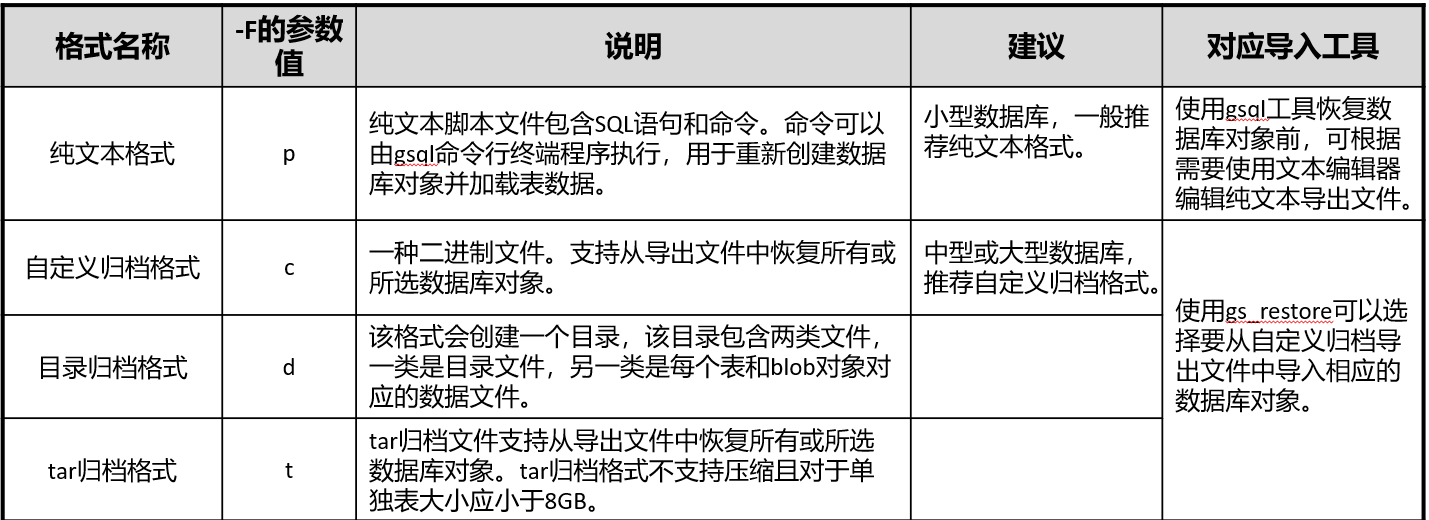 格式名称
-F的参数
值
说明
建议
对应导入工具
纯文本格式
p
纯文本脚本文件包含SQL语句和命令。命令可以
由gsql命令行终端程序执行，用于重新创建数据
库对象并加载表数据。
小型数据库，一般推
荐纯文本格式。
使用gsql工具恢复数
据库对象前，可根据
需要使用文本编辑器
编辑纯文本导出文件。
自定义归档格式
c
一种二进制文件。支持从导出文件中恢复所有或
所选数据库对象。
中型或大型数据库，
推荐自定义归档格式。
使用gs_restore可以选
择要从自定义归档导
出文件中导入相应的
数据库对象。
目录归档格式
d
该格式会创建一个目录，该目录包含两类文件，
一类是目录文件，另一类是每个表和blob对象对
应的数据文件。
tar归档格式
t
tar归档文件支持从导出文件中恢复所有或所选
数据库对象。tar归档格式不支持压缩且对于单
独表大小应小于8GB。